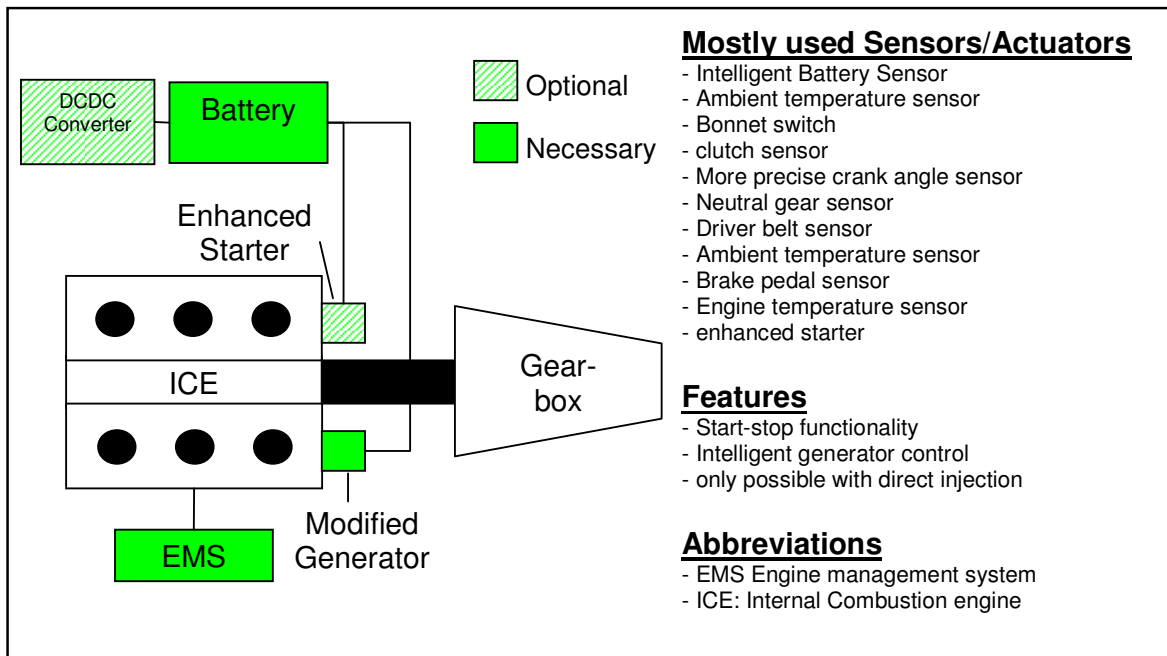 DCDC
Converter
Battery
Optional
Necessary
Enhanced
Starter
ICE
Gear-
box
EMS
Modified
Generator
Mostly used Sensors/Actuators
- Intelligent Battery Sensor
- Ambient temperature sensor
- Bonnet switch
- clutch sensor
- More precise crank angle sensor
- Neutral gear sensor
- Driver belt sensor
- Ambient temperature sensor
- Brake pedal sensor
- Engine temperature sensor
- enhanced starter
Features
- Start-stop functionality
- Intelligent generator control
- only possible with direct injection
Abbreviations
- EMS Engine management system
- ICE: Internal Combustion engine